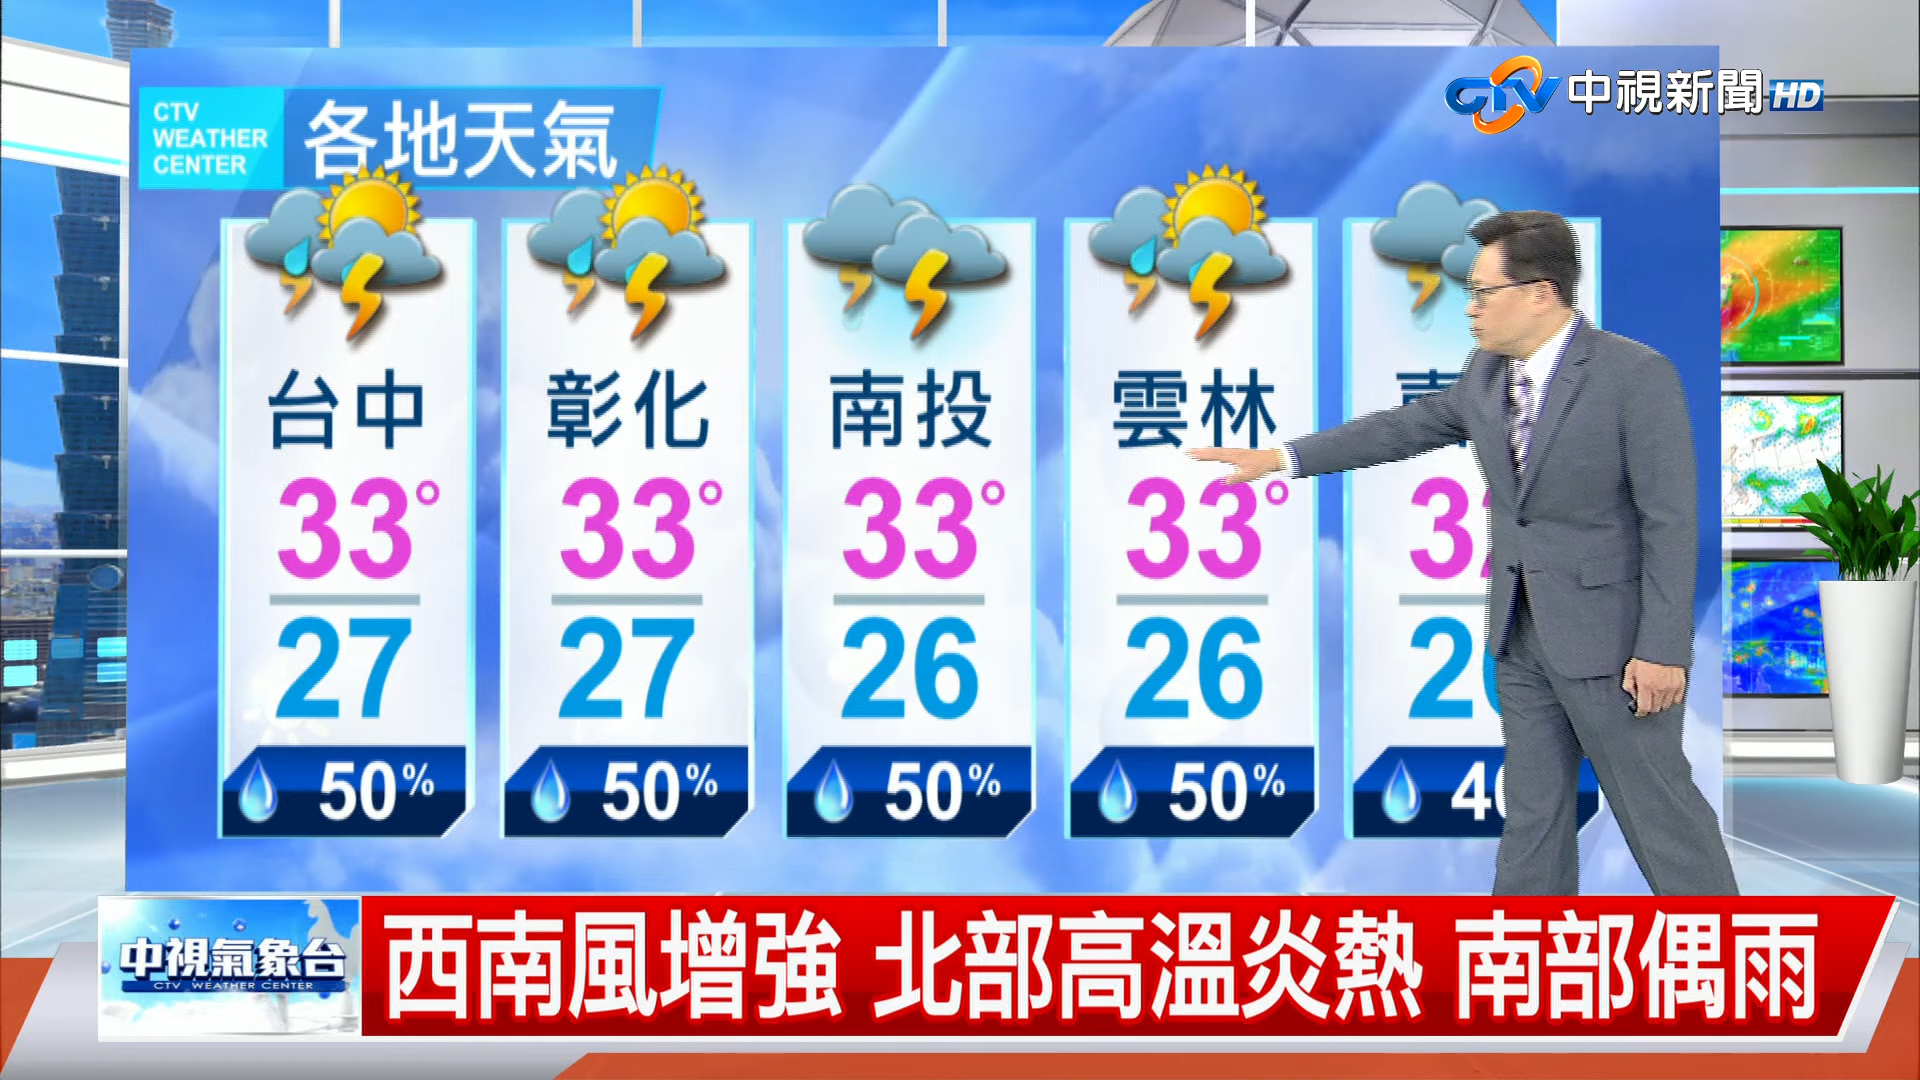 CTV
WEATHER
CENTER
各地天氣
CTV 中視新聞 HD
台中
33°
27
50%
彰化
33°
27
50%
南投
33°
26
50%
雲林
33°
26
50%
中視氣象台
CTV WEATHER CENTER
西南風增強 北部高溫炎熱 南部偶雨